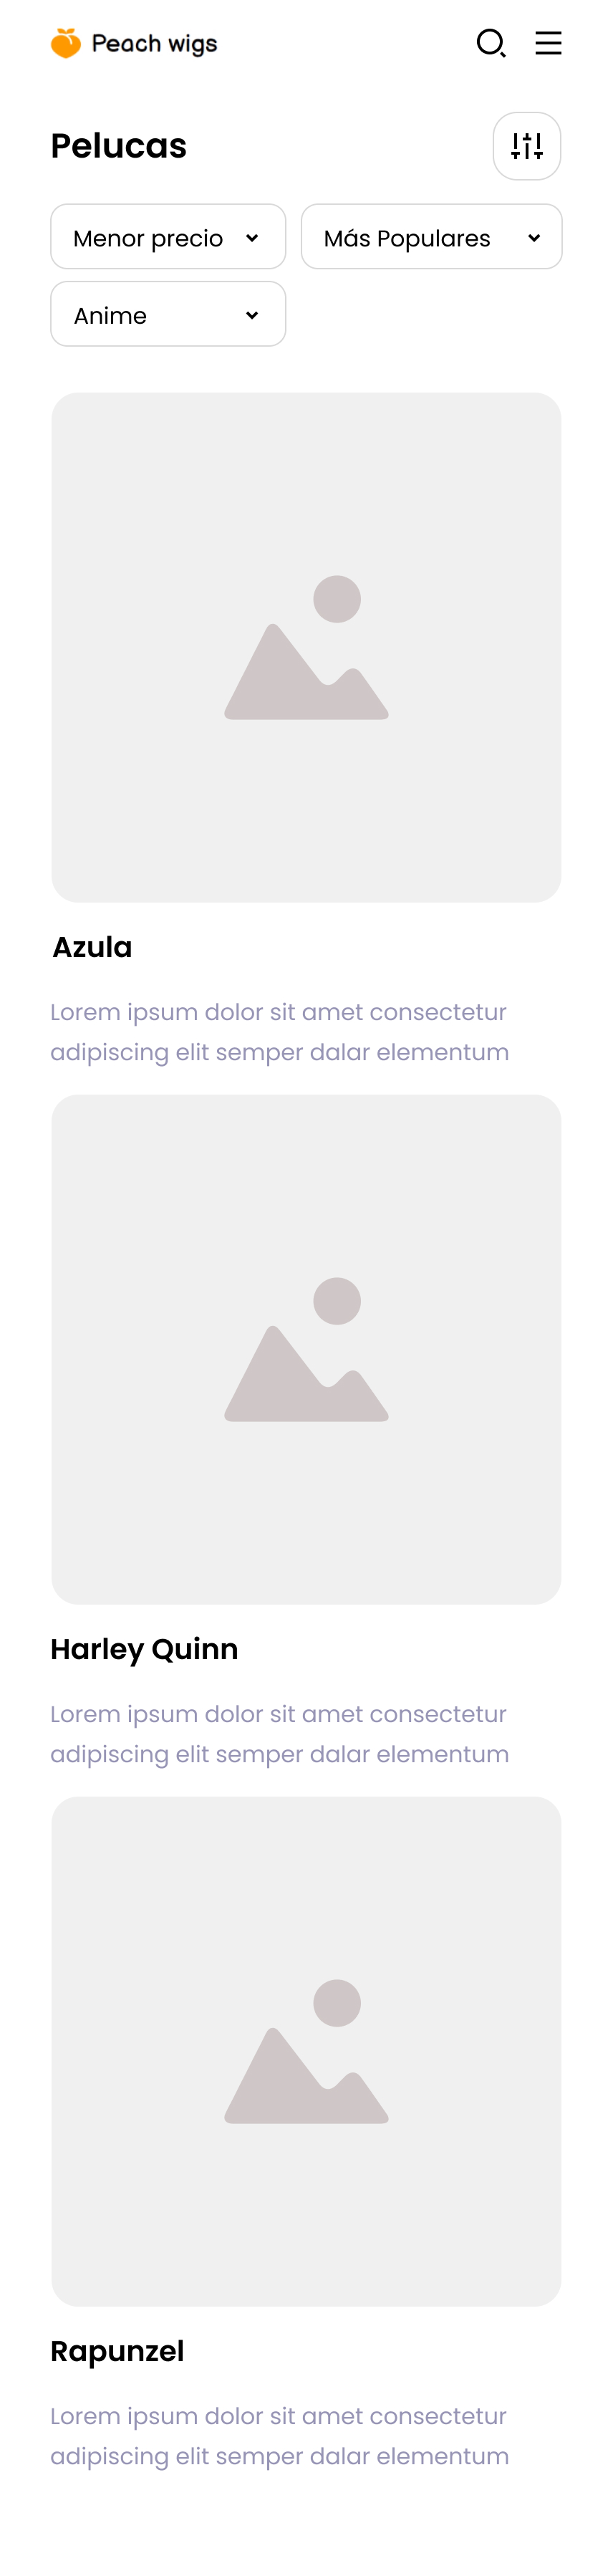 Peach wigs
Pelucas
Menor precio
Más Populares
Anime
Azula
Lorem ipsum dolor sit amet consectetur
adipiscing elit semper dalar elementum
Harley Quinn
Lorem ipsum dolor sit amet consectetur
adipiscing elit semper dalar elementum
Rapunzel
Lorem ipsum dolor sit amet consectetur
adipiscing elit semper dalar elementum